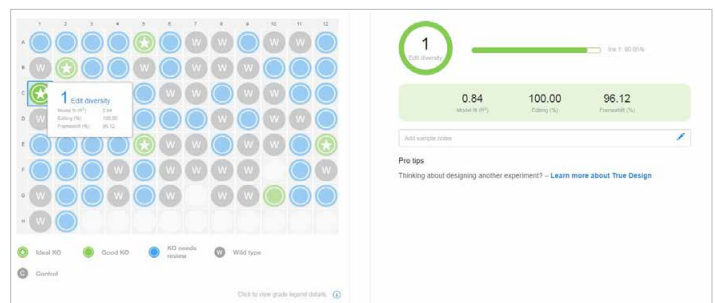 1 2 3 4 5 6 7 8 9 10 11 12
A W W W
B W W W W W
C W W W
1 Edit diversity
Model fit (R²) 0.84
Editing (%) 100.00
Frameshift (%) 96.12
D W W
E W W W W
F W W W W
G W W W W
H W
Ideal KO
Good KO
KO needs review
W Wild type
C Control
Click to view grade legend details
1
Edit diversity
0.84 100.00 96.12
Model fit (R²) Editing (%) Frameshift (%)
Add sample notes
Pro tips
Thinking about designing another experiment? – Learn more about True Design